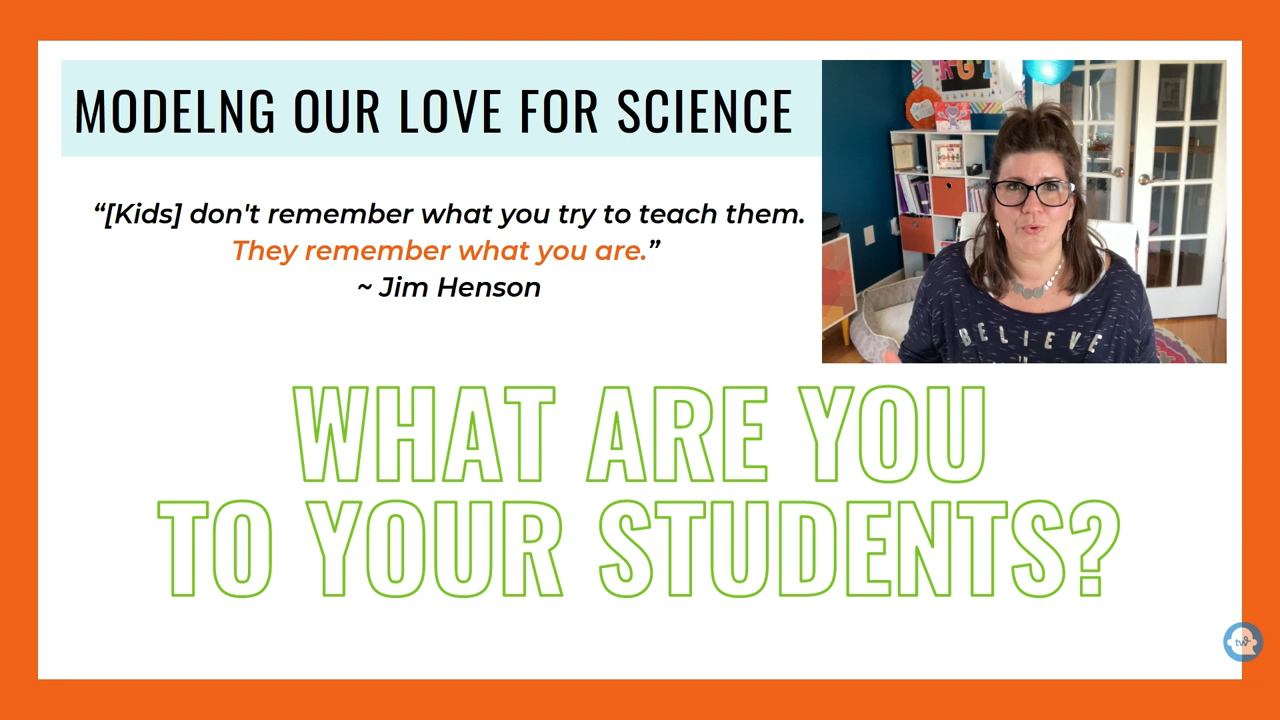 MODELNG OUR LOVE FOR SCIENCE
“[Kids] don't remember what you try to teach them.
They remember what you are.”
~ Jim Henson
BELIEVE
WHAT ARE YOU
TO YOUR STUDENTS?
tw